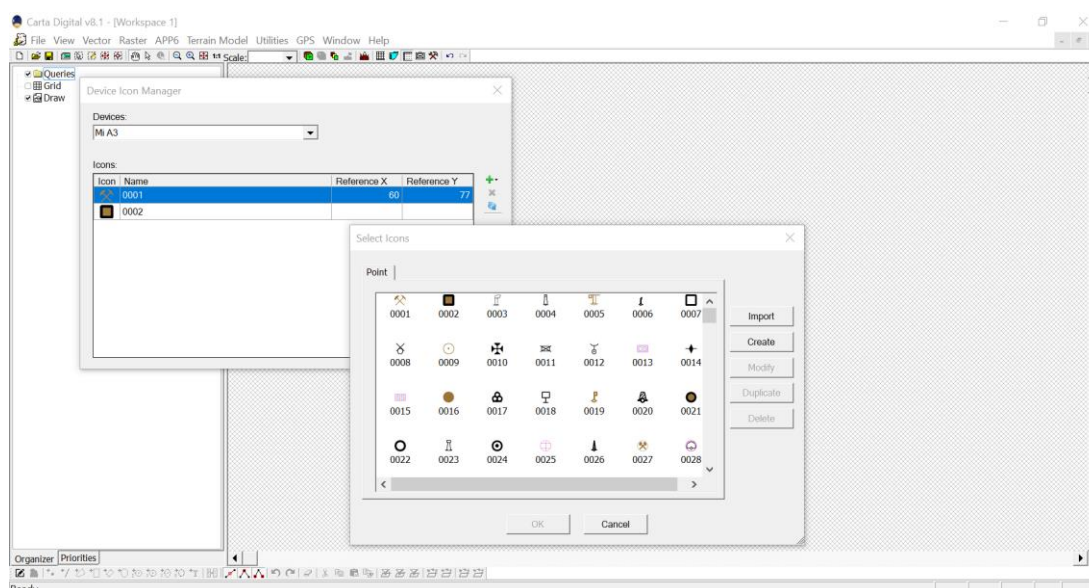 Carta Digital v8.1 - [Workspace 1]
File View Vector Raster APP6 Terrain Model Utilities GPS Window Help
1:1 Scale:
Queries
Grid
Draw
Device Icon Manager
Devices:
Mi A3
Icons:
Icon Name Reference X Reference Y
0001 60 77
0002
Select Icons
Point
0001 0002 0003 0004 0005 0006 0007
0008 0009 0010 0011 0012 0013 0014
0015 0016 0017 0018 0019 0020 0021
0022 0023 0024 0025 0026 0027 0028
Import
Create
Modify
Duplicate
Delete
OK Cancel
Organizer Priorities
Ready